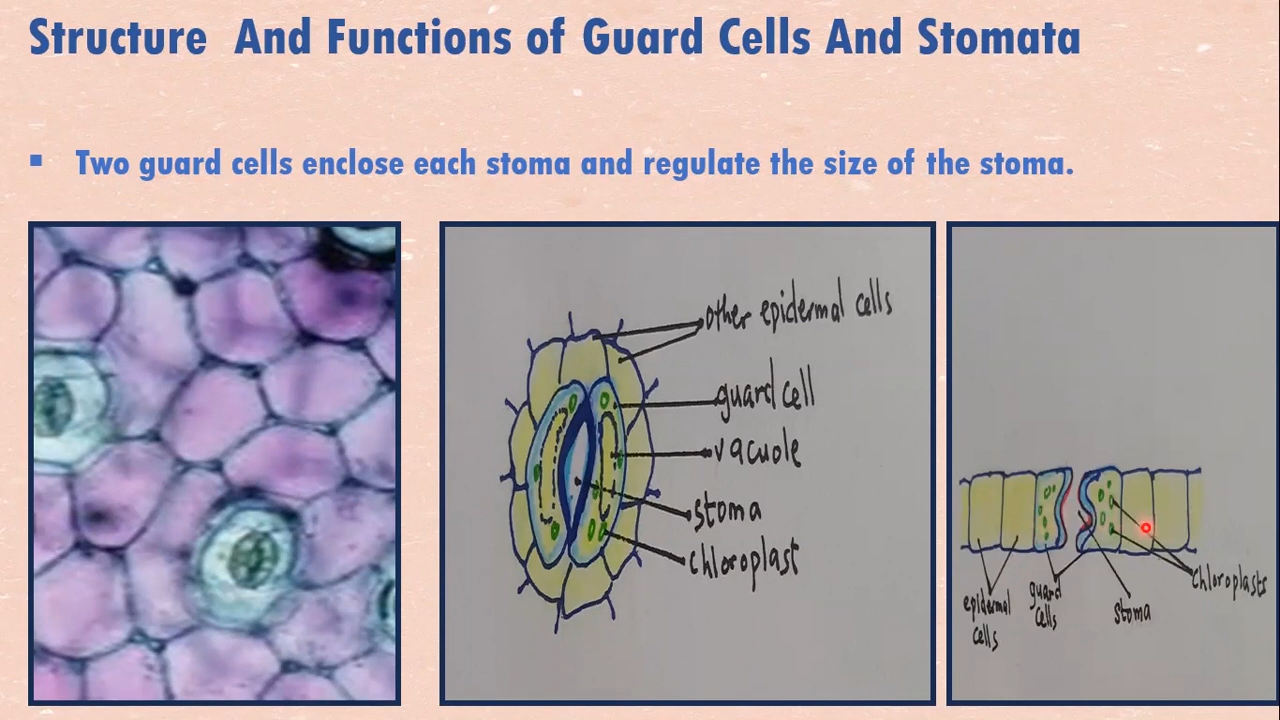 Structure And Functions of Guard Cells And Stomata
▪ Two guard cells enclose each stoma and regulate the size of the stoma.
other epidermal cells
guard cell
vacuole
stoma
chloroplast
epidermal
cells
guard
cells
stoma
chloroplasts